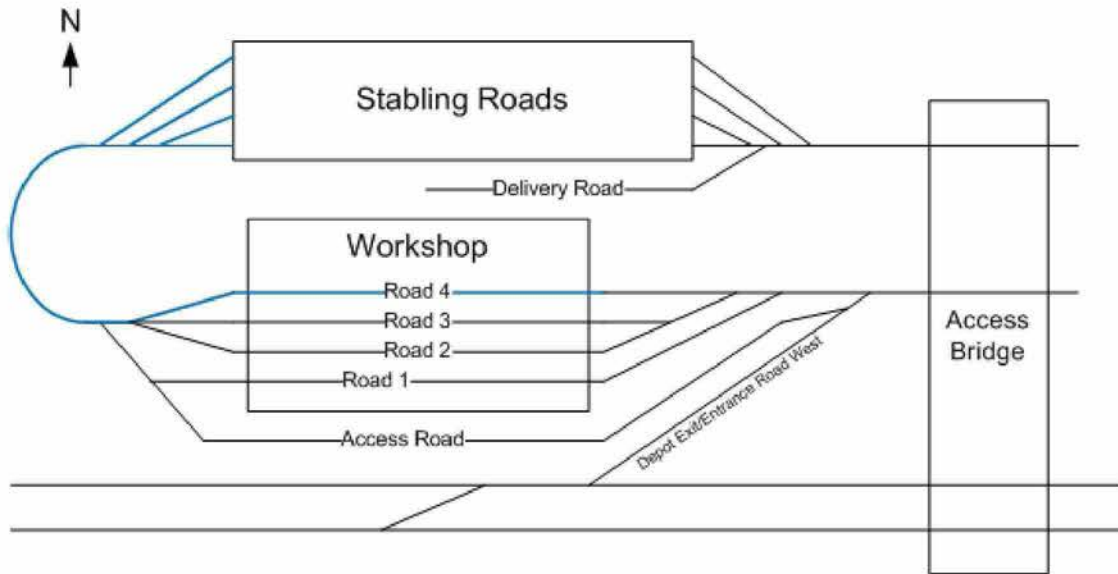 N
Stabling Roads
Delivery Road
Workshop
Road 4
Road 3
Road 2
Road 1
Access Road
Depot Exit/Entrance Road West
Access
Bridge